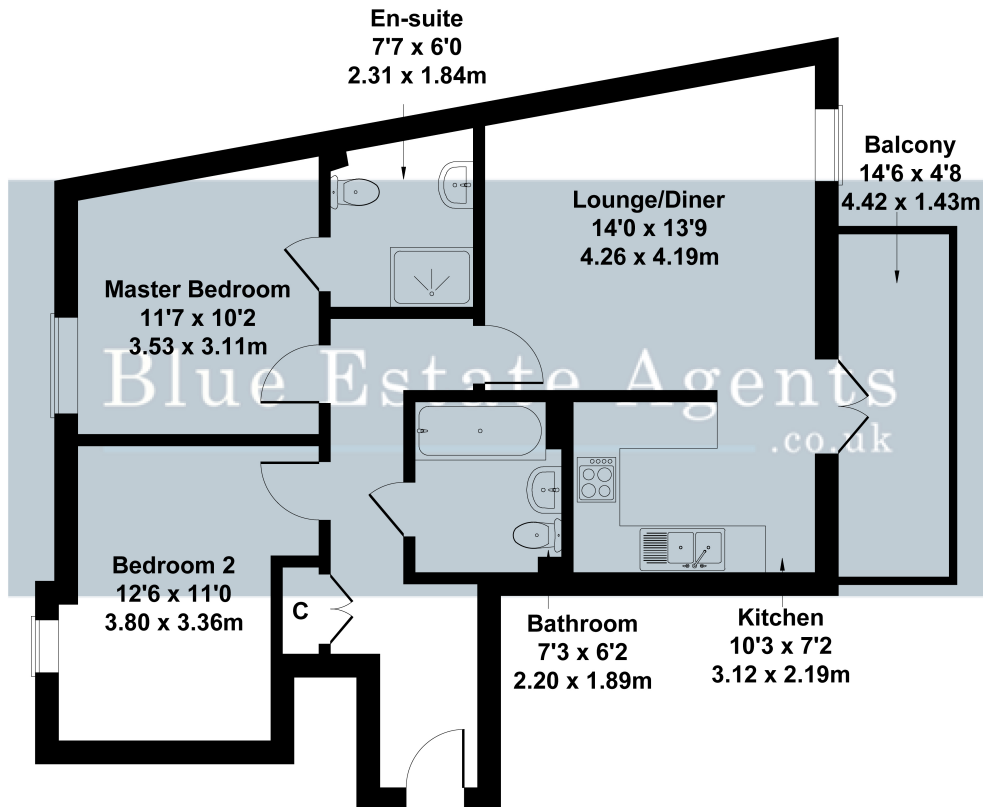 En-suite
7'7 x 6'0
2.31 x 1.84m
Balcony
14'6 x 4'8
4.42 x 1.43m
Lounge/Diner
14'0 x 13'9
4.26 x 4.19m
Master Bedroom
11'7 x 10'2
3.53 x 3.11m
Blue Estate Agents
.co.uk
Bedroom 2
12'6 x 11'0
3.80 x 3.36m
C
Bathroom
7'3 x 6'2
2.20 x 1.89m
Kitchen
10'3 x 7'2
3.12 x 2.19m